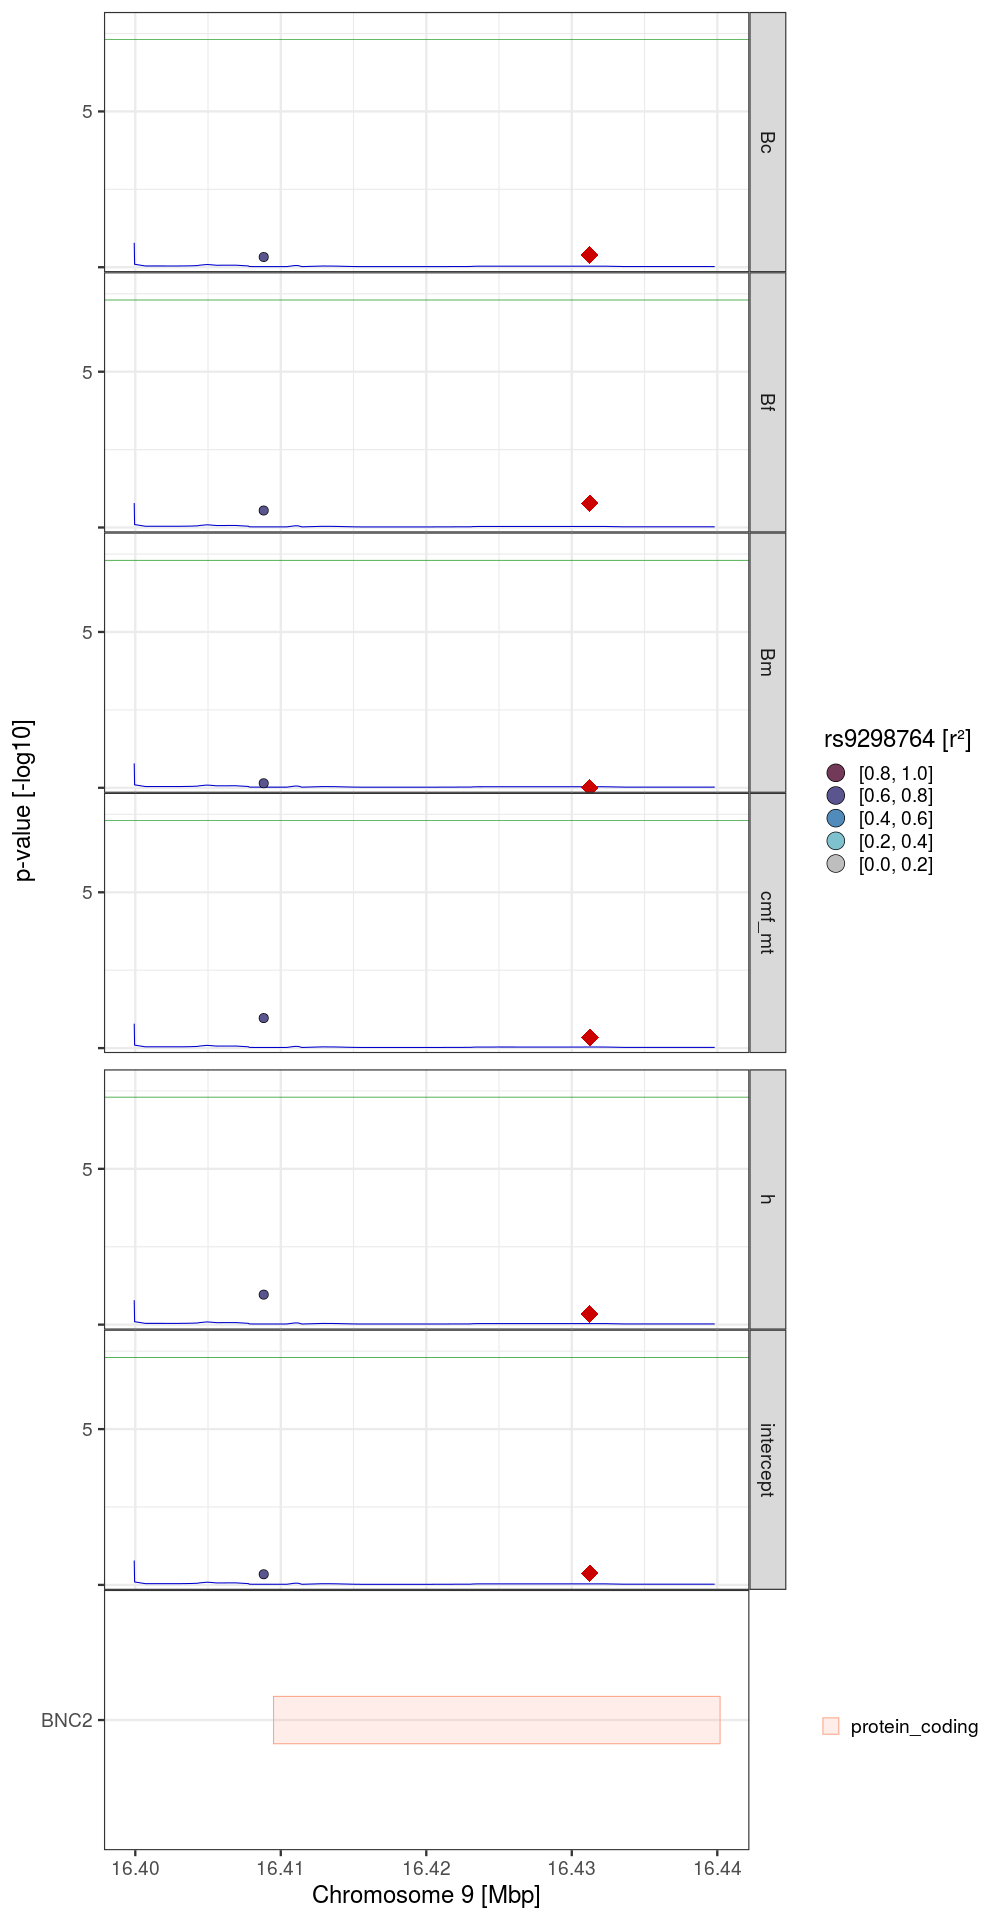 5
Bc
5
Bf
5
Bm
5
cmf_mt
5
h
5
intercept
p-value [-log10]
rs9298764 [r²]
[0.8, 1.0]
[0.6, 0.8]
[0.4, 0.6]
[0.2, 0.4]
[0.0, 0.2]
BNC2
protein_coding
16.40 16.41 16.42 16.43 16.44
Chromosome 9 [Mbp]